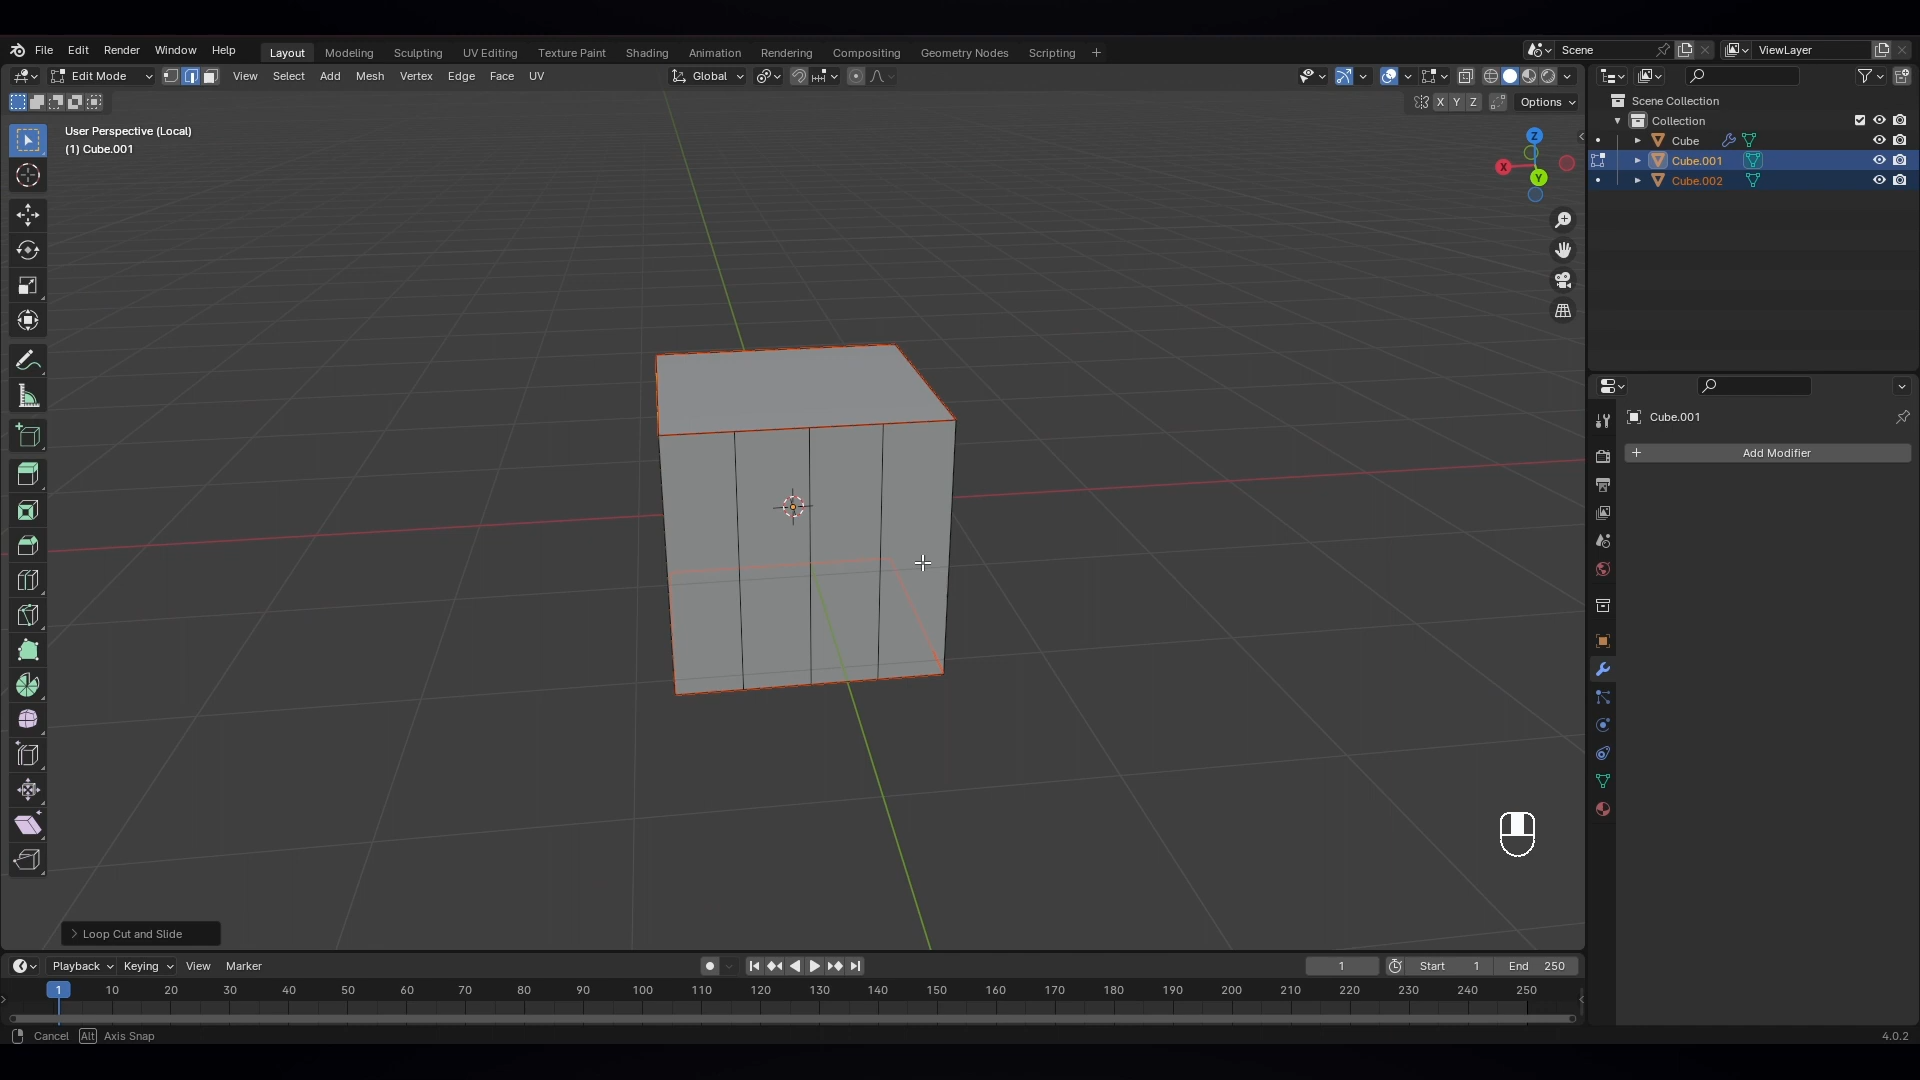 File Edit Render Window Help Layout Modeling Sculpting UV Editing Texture Paint Shading Animation Rendering Compositing Geometry Nodes Scripting + Scene ViewLayer
Edit Mode View Select Add Mesh Vertex Edge Face UV Global
X Y Z Options
User Perspective (Local)
(1) Cube.001
Z
X
Y
Scene Collection
Collection
Cube
Cube.001
Cube.002
Cube.001
+ Add Modifier
> Loop Cut and Slide
Playback Keying View Marker 1 Start 1 End 250
1 10 20 30 40 50 60 70 80 90 100 110 120 130 140 150 160 170 180 190 200 210 220 230 240 250
Cancel Alt Axis Snap 4.0.2